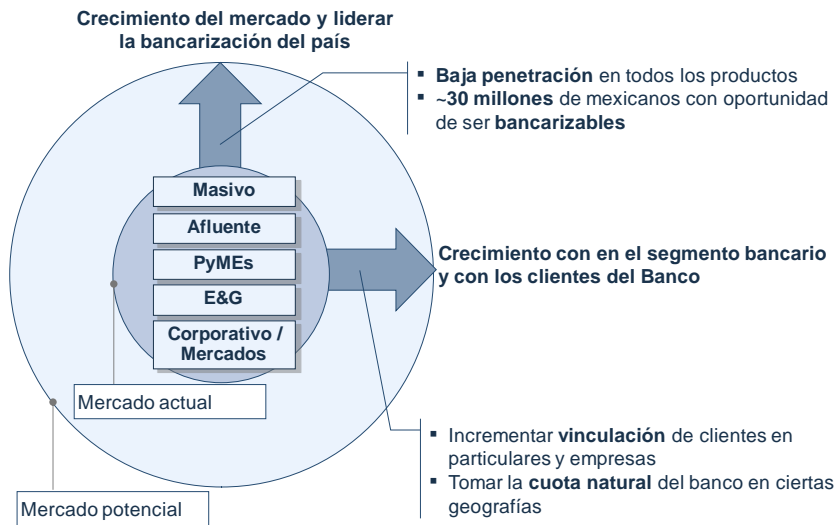 Crecimiento del mercado y liderar
la bancarización del país
▪ Baja penetración en todos los productos
▪ ~30 millones de mexicanos con oportunidad
de ser bancarizables
Masivo
Afluente
PyMEs
E&G
Corporativo /
Mercados
Crecimiento con en el segmento bancario
y con los clientes del Banco
Mercado actual
Mercado potencial
▪ Incrementar vinculación de clientes en
particulares y empresas
▪ Tomar la cuota natural del banco en ciertas
geografías